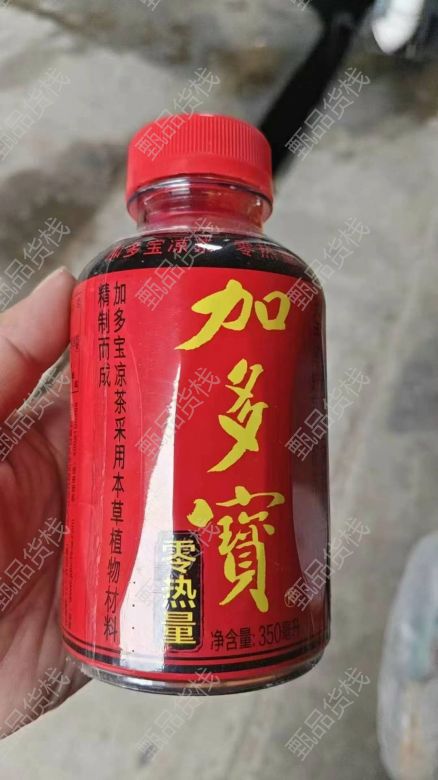 加多宝凉茶 零热
加多寶
加多宝凉茶采用本草植物材料
精制而成
零热量
净含量: 350毫升
甄品货栈